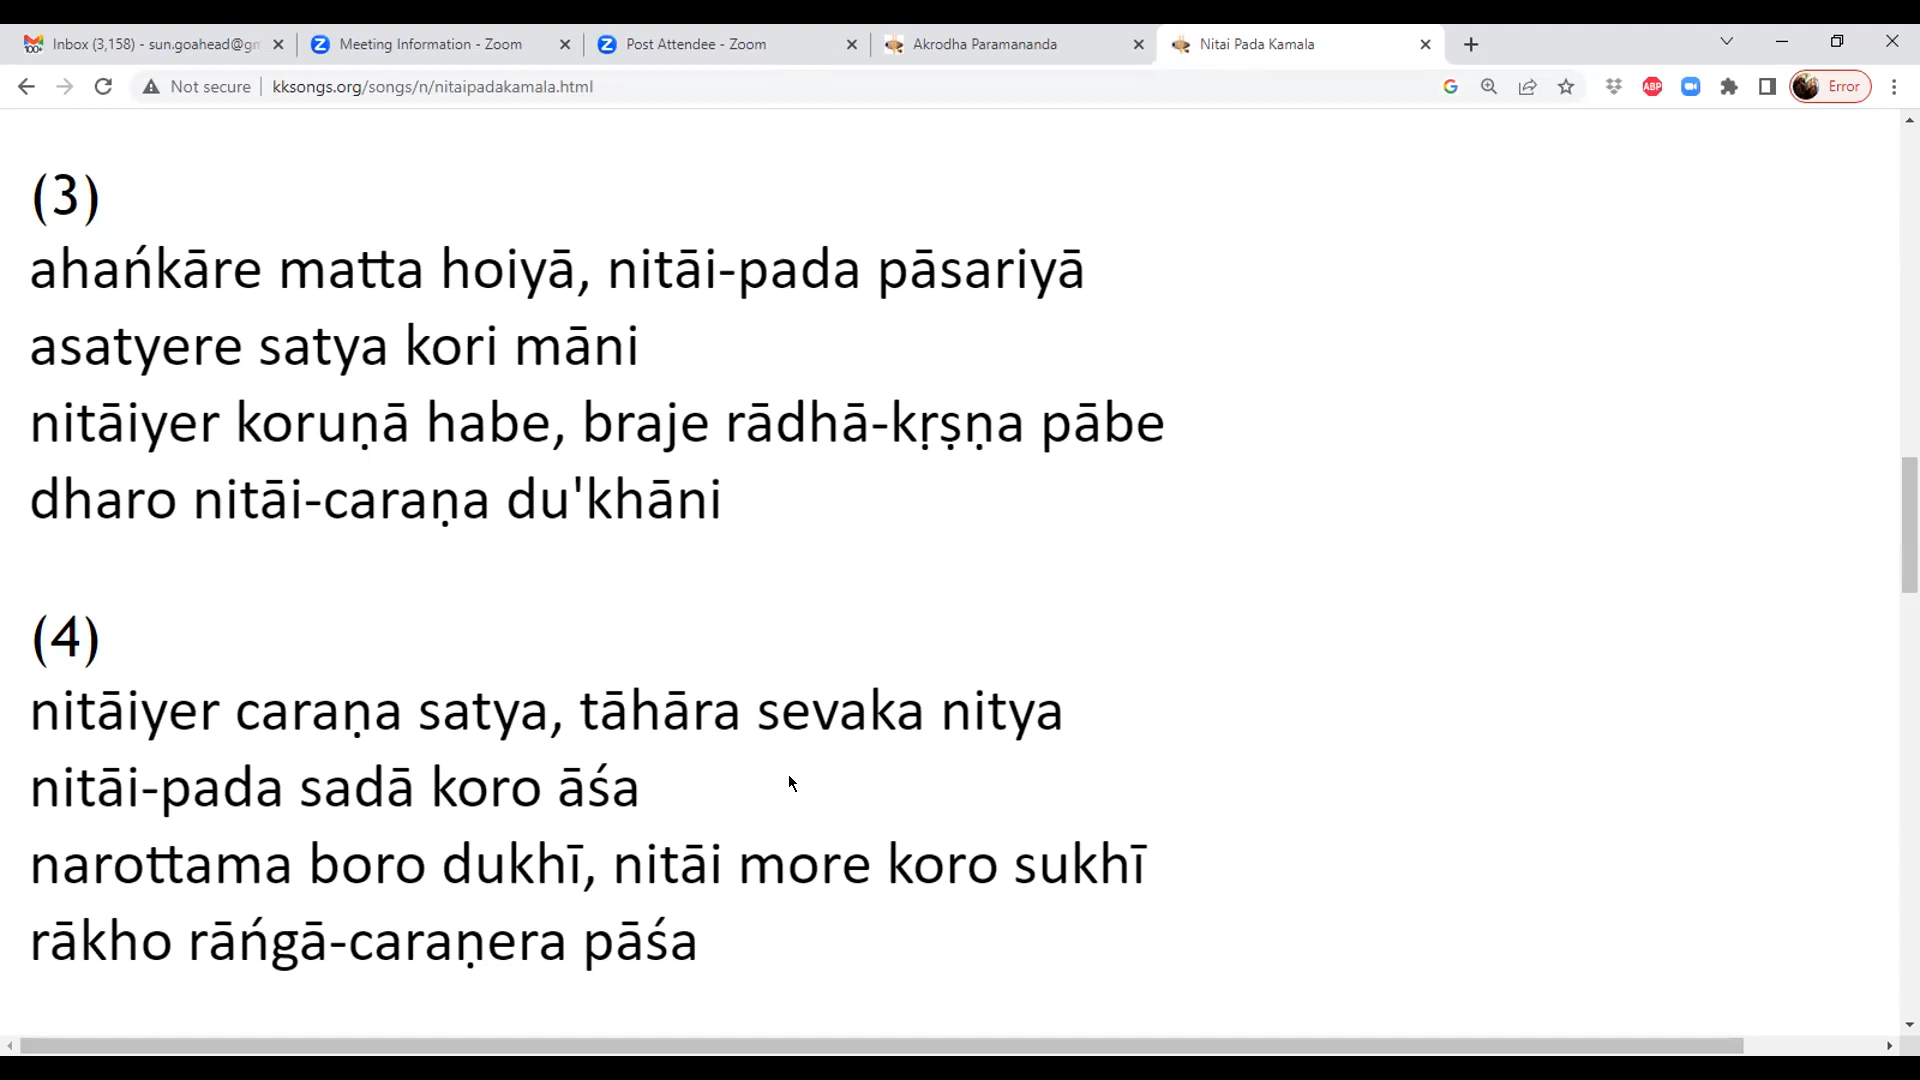 Inbox (3,158) - sun.goahead@gm
Meeting Information - Zoom
Post Attendee - Zoom
Akrodha Paramananda
Nitai Pada Kamala
Not secure
kksongs.org/songs/n/nitaipadakamala.html
ABP
Error
(3)
ahańkāre matta hoiyā, nitāi-pada pāsariyā
asatyere satya kori māni
nitāiyer koruṇā habe, braje rādhā-kṛṣṇa pābe
dharo nitāi-caraṇa du'khāni
(4)
nitāiyer caraṇa satya, tāhāra sevaka nitya
nitāi-pada sadā koro āśa
narottama boro dukhī, nitāi more koro sukhī
rākho rāńgā-caraṇera pāśa